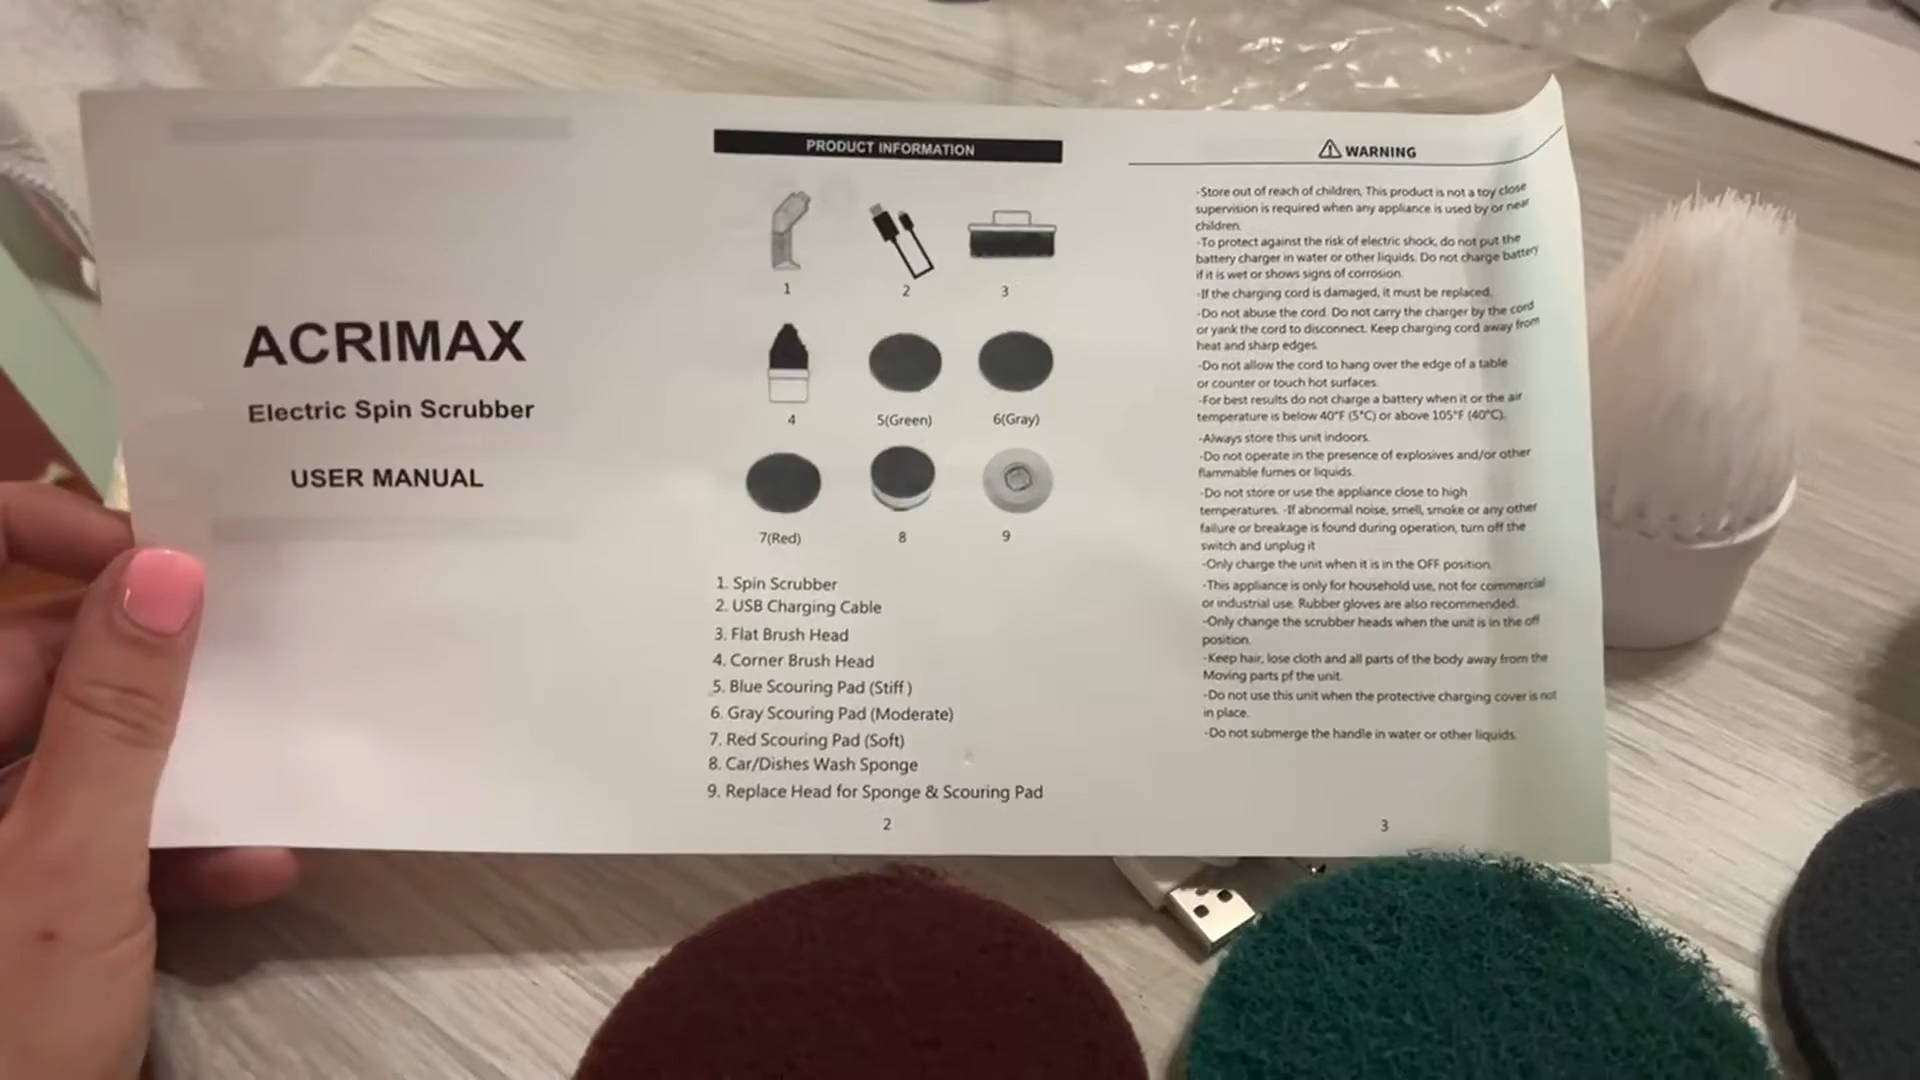 ACRIMAX
Electric Spin Scrubber
USER MANUAL
PRODUCT INFORMATION
1
2
3
4
5(Green)
6(Gray)
7(Red)
8
9
1. Spin Scrubber
2. USB Charging Cable
3. Flat Brush Head
4. Corner Brush Head
5. Blue Scouring Pad (Stiff )
6. Gray Scouring Pad (Moderate)
7. Red Scouring Pad (Soft)
8. Car/Dishes Wash Sponge
9. Replace Head for Sponge & Scouring Pad
2
WARNING
-Store out of reach of children, This product is not a toy close
supervision is required when any appliance is used by or near
children.
-To protect against the risk of electric shock, do not put the
battery charger in water or other liquids. Do not charge battery
if it is wet or shows signs of corrosion.
-If the charging cord is damaged, it must be replaced.
-Do not abuse the cord. Do not carry the charger by the cord
or yank the cord to disconnect. Keep charging cord away from
heat and sharp edges.
-Do not allow the cord to hang over the edge of a table
or counter or touch hot surfaces.
-For best results do not charge a battery when it or the air
temperature is below 40°F (5°C) or above 105°F (40°C).
-Always store this unit indoors.
-Do not operate in the presence of explosives and/or other
flammable fumes or liquids.
-Do not store or use the appliance close to high
temperatures. -If abnormal noise, smell, smoke or any other
failure or breakage is found during operation, turn off the
switch and unplug it
-Only charge the unit when it is in the OFF position.
-This appliance is only for household use, not for commercial
or industrial use. Rubber gloves are also recommended.
-Only change the scrubber heads when the unit is in the off
position.
-Keep hair, lose cloth and all parts of the body away from the
Moving parts pf the unit.
-Do not use this unit when the protective charging cover is not
in place.
-Do not submerge the handle in water or other liquids.
3